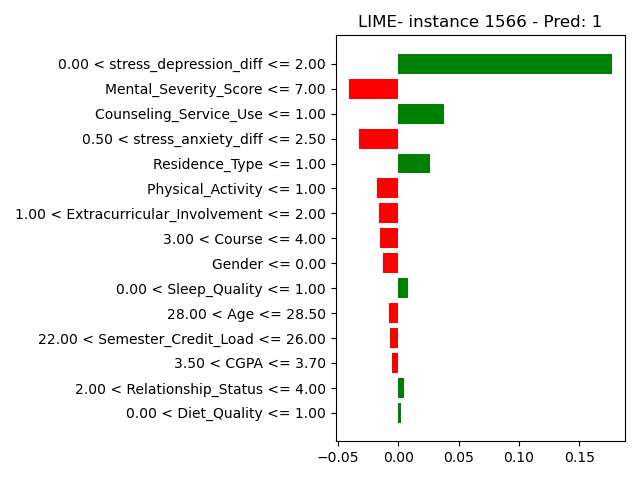 LIME- instance 1566 - Pred: 1
0.00 < stress_depression_diff <= 2.00
Mental_Severity_Score <= 7.00
Counseling_Service_Use <= 1.00
0.50 < stress_anxiety_diff <= 2.50
Residence_Type <= 1.00
Physical_Activity <= 1.00
1.00 < Extracurricular_Involvement <= 2.00
3.00 < Course <= 4.00
Gender <= 0.00
0.00 < Sleep_Quality <= 1.00
28.00 < Age <= 28.50
22.00 < Semester_Credit_Load <= 26.00
3.50 < CGPA <= 3.70
2.00 < Relationship_Status <= 4.00
0.00 < Diet_Quality <= 1.00
−0.05 0.00 0.05 0.10 0.15